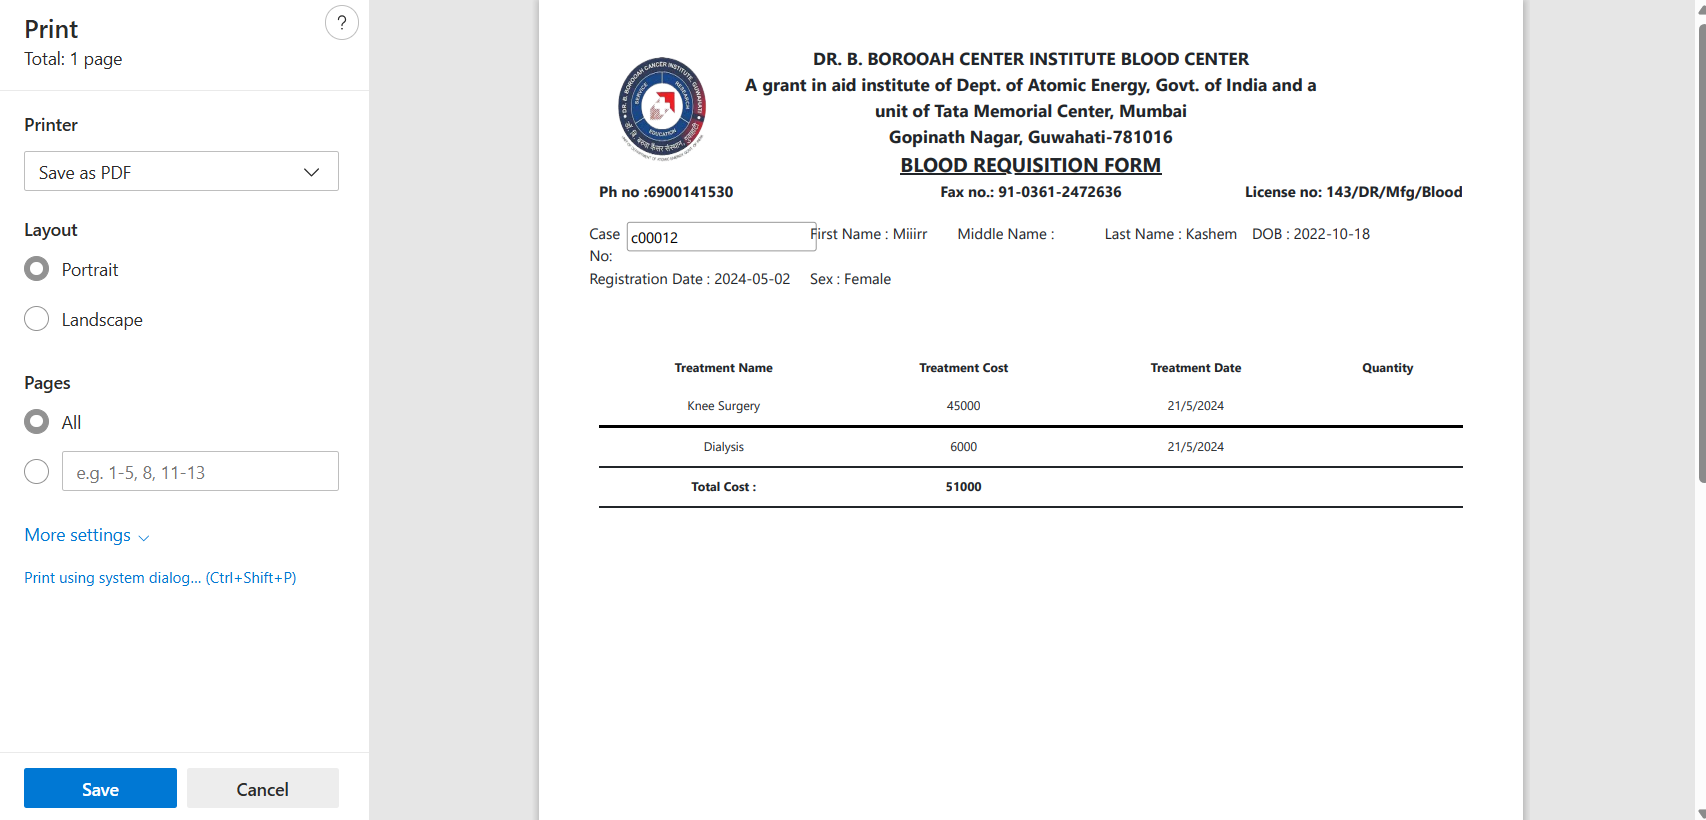 Print
?
Total: 1 page
Printer
Save as PDF
Layout
Portrait
Landscape
Pages
All
e.g. 1-5, 8, 11-13
More settings
Print using system dialog... (Ctrl+Shift+P)
Save
Cancel
DR. B. BOROOAH CANCER INSTITUTE, GUWAHATI
SERVICE
RESEARCH
EDUCATION
DR. B. BOROOAH CENTER INSTITUTE BLOOD CENTER
A grant in aid institute of Dept. of Atomic Energy, Govt. of India and a
unit of Tata Memorial Center, Mumbai
Gopinath Nagar, Guwahati-781016
BLOOD REQUISITION FORM
Ph no :6900141530 Fax no.: 91-0361-2472636 License no: 143/DR/Mfg/Blood
Case No: c00012 First Name : Miiirr Middle Name : Last Name : Kashem DOB : 2022-10-18
Registration Date : 2024-05-02 Sex : Female
Treatment Name Treatment Cost Treatment Date Quantity
Knee Surgery 45000 21/5/2024
Dialysis 6000 21/5/2024
Total Cost : 51000